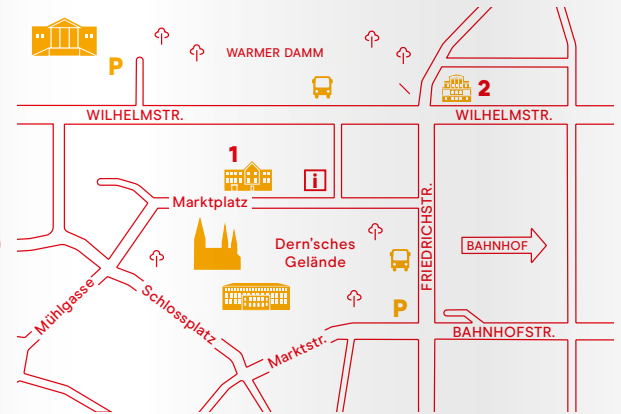 P
WARMER DAMM
2
WILHELMSTR.
WILHELMSTR.
1
i
Marktplatz
FRIEDRICHSTR.
Dern'sches
Gelände
BAHNHOF
Mühlgasse
Schlossplatz
P
Marktstr.
BAHNHOFSTR.